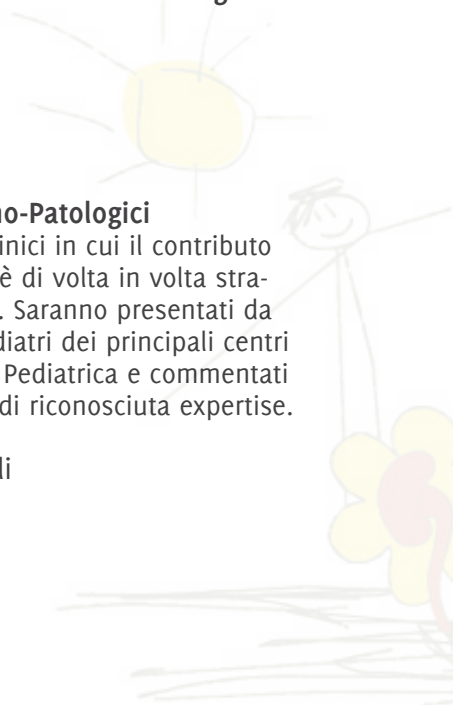 no-Patologici
inici in cui il contributo
è di volta in volta stra-
. Saranno presentati da
diatri dei principali centri
Pediatrica e commentati
di riconosciuta expertise.
li